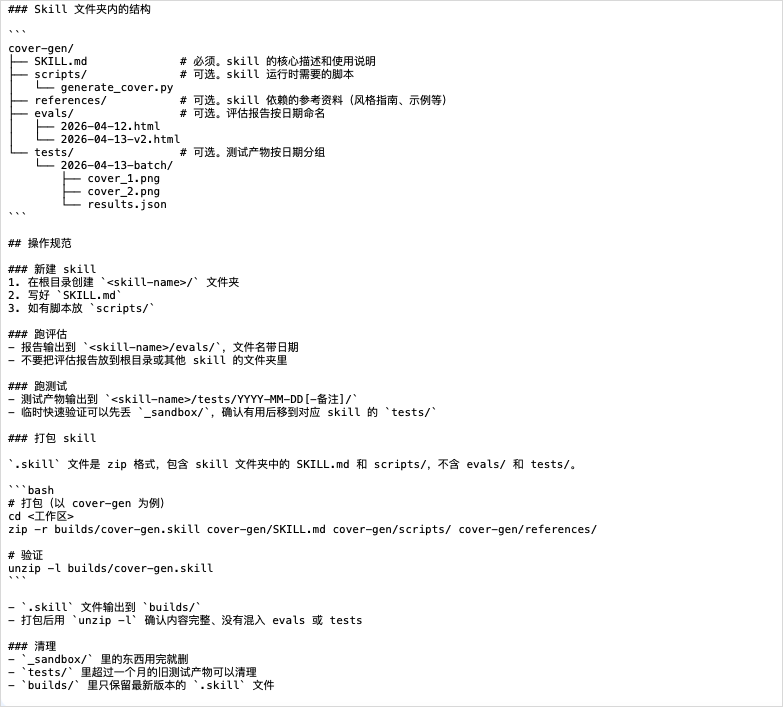 ### Skill 文件夹内的结构
```
cover-gen/
├── SKILL.md              # 必须。skill 的核心描述和使用说明
├── scripts/              # 可选。skill 运行时需要的脚本
│   └── generate_cover.py
├── references/           # 可选。skill 依赖的参考资料（风格指南、示例等）
├── evals/                # 可选。评估报告按日期命名
│   ├── 2026-04-12.html
│   └── 2026-04-13-v2.html
└── tests/                # 可选。测试产物按日期分组
    └── 2026-04-13-batch/
        ├── cover_1.png
        ├── cover_2.png
        └── results.json
```
## 操作规范
### 新建 skill
1. 在根目录创建 `<skill-name>/` 文件夹
2. 写好 `SKILL.md`
3. 如有脚本放 `scripts/`
### 跑评估
- 报告输出到 `<skill-name>/evals/`，文件名带日期
- 不要把评估报告放到根目录或其他 skill 的文件夹里
### 跑测试
- 测试产物输出到 `<skill-name>/tests/YYYY-MM-DD[-备注]/`
- 临时快速验证可以先丢 `_sandbox/`，确认有用后移到对应 skill 的 `tests/`
### 打包 skill
`.skill` 文件是 zip 格式，包含 skill 文件夹中的 SKILL.md 和 scripts/，不含 evals/ 和 tests/。
```bash
# 打包（以 cover-gen 为例）
cd <工作区>
zip -r builds/cover-gen.skill cover-gen/SKILL.md cover-gen/scripts/ cover-gen/references/
# 验证
unzip -l builds/cover-gen.skill
```
- `.skill` 文件输出到 `builds/`
- 打包后用 `unzip -l` 确认内容完整、没有混入 evals 或 tests
### 清理
- `_sandbox/` 里的东西用完就删
- `tests/` 里超过一个月的旧测试产物可以清理
- `builds/` 里只保留最新版本的 `.skill` 文件